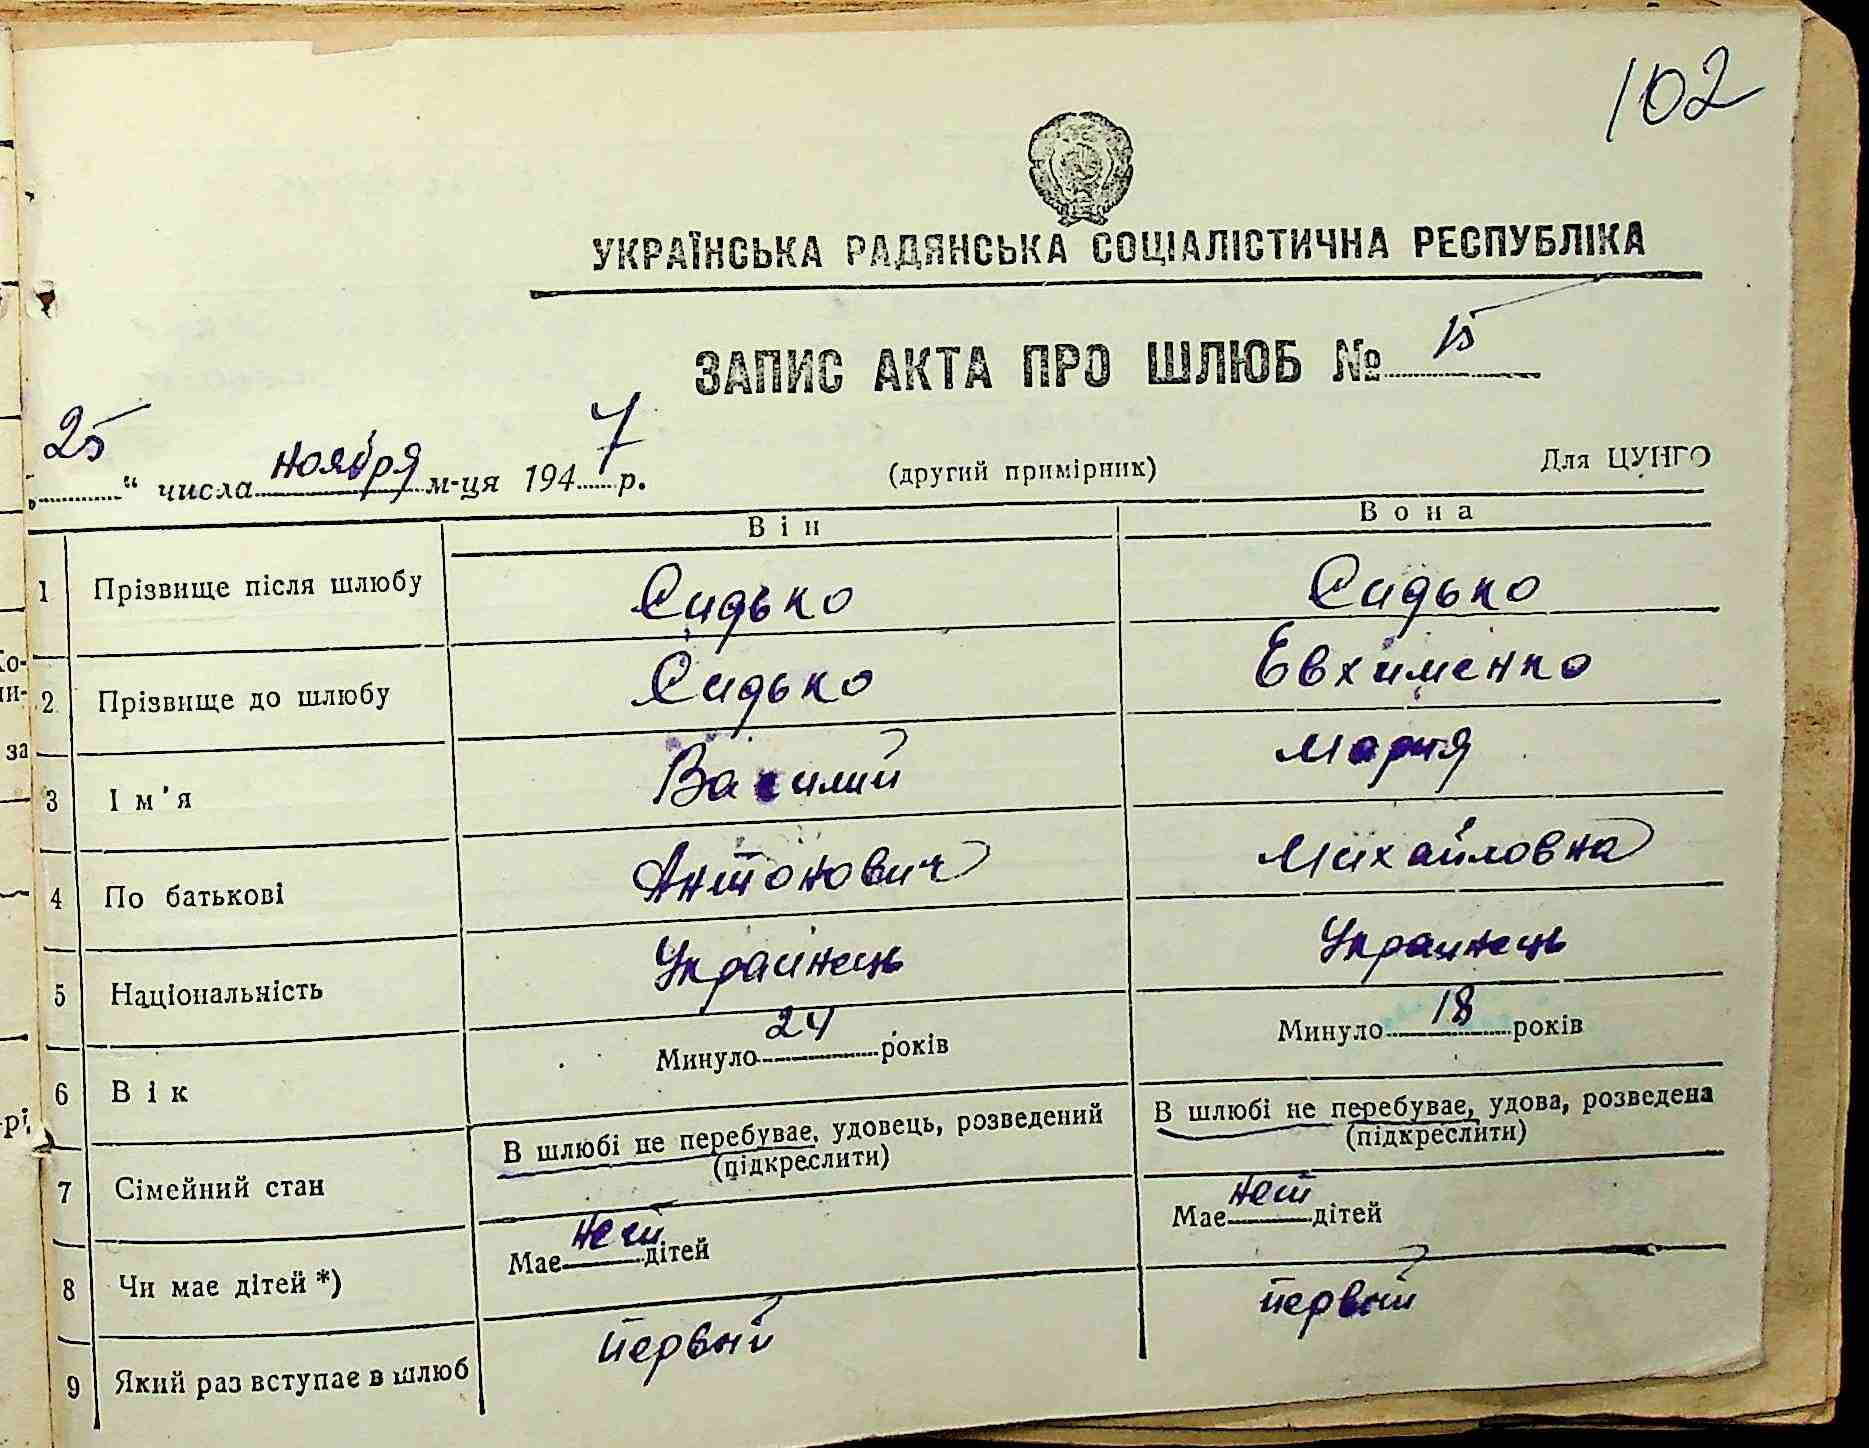 102
УКРАЇНСЬКА РАДЯНСЬКА СОЦІАЛІСТИЧНА РЕСПУБЛІКА
ЗАПИС АКТА ПРО ШЛЮБ № 15
„25“ числа ноября м-ця 1947 р. (другий примірник) Для ЦУНГО
Він Вона
1 Прізвище після шлюбу Сидько Сидько
2 Прізвище до шлюбу Сидько Евхименко
3 Ім'я Василий Мария
4 По батькові Антонович Михайловна
5 Національність Украинець Украинець
6 Вік Минуло 24 років Минуло 18 років
7 Сімейний стан В шлюбі не перебуває, удовець, розведений В шлюбі не перебуває, удова, розведена
(підкреслити) (підкреслити)
8 Чи має дітей *) Має нет дітей Має нет дітей
9 Який раз вступає в шлюб первый первый